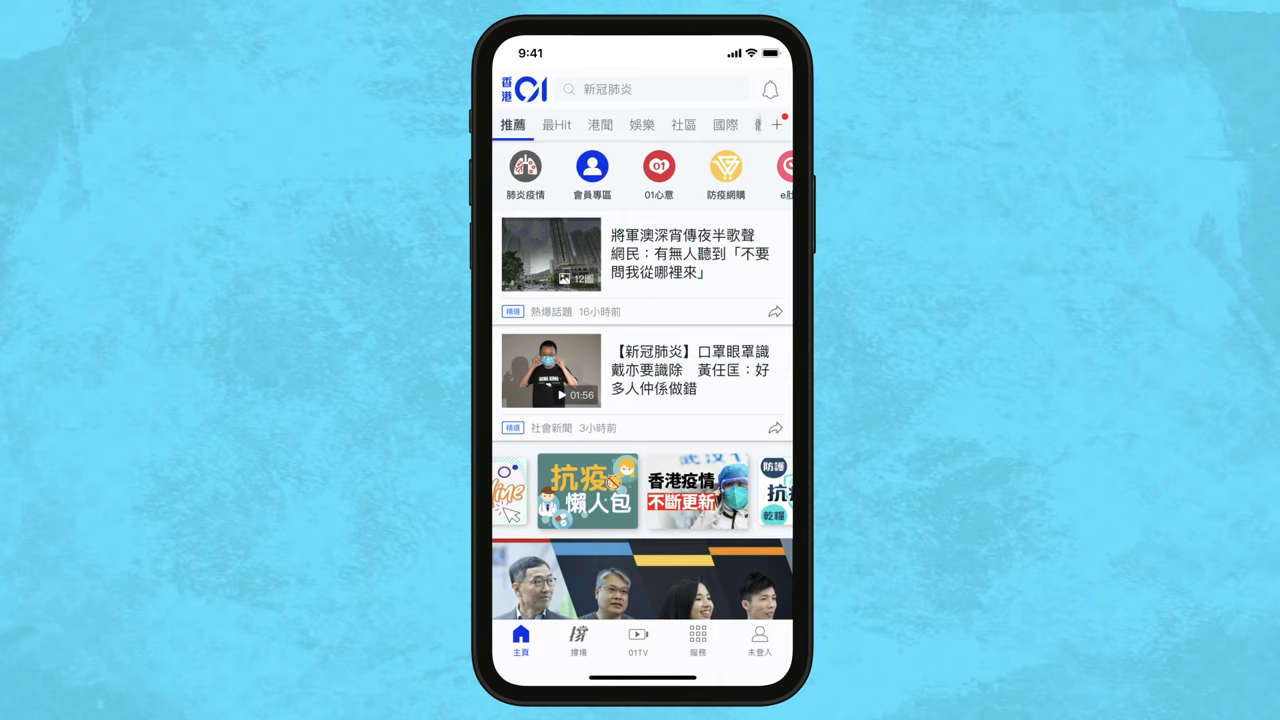 9:41
香港01
新冠肺炎
推薦 最Hit 港聞 娛樂 社區 國際
01
肺炎疫情 會員專區 01心意 防疫網購
將軍澳深宵傳夜半歌聲
網民：有無人聽到「不要
問我從哪裡來」
12圖
精選 熱爆話題 16小時前
【新冠肺炎】口罩眼罩識
戴亦要識除 黃任匡：好
多人仲係做錯
HONG KONG
01:56
精選 社會新聞 3小時前
抗疫
懶人包
香港疫情
不斷更新
防護
抗
乾糧
主頁 撐場 01TV 服務 未登入